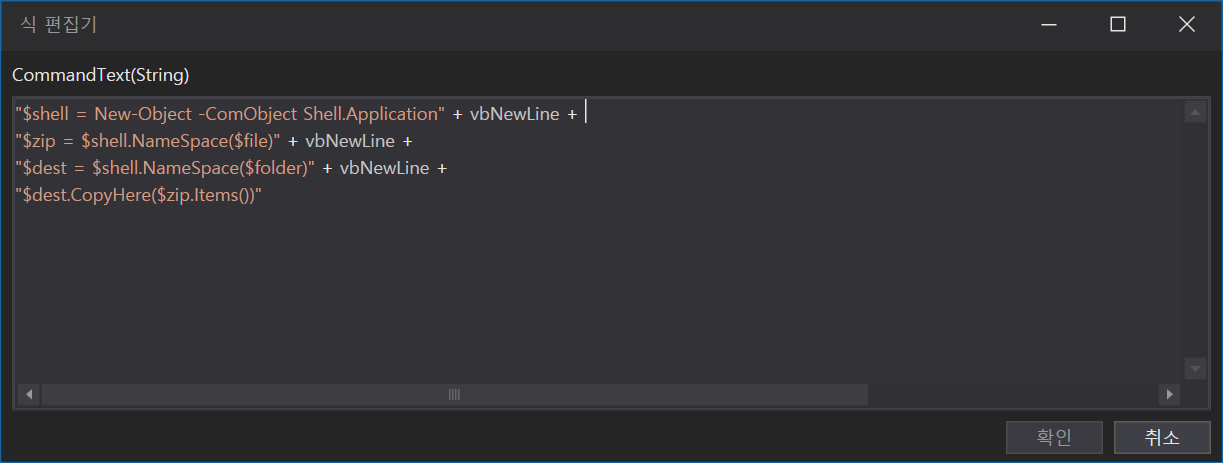 식 편집기
CommandText(String)
"$shell = New-Object -ComObject Shell.Application" + vbNewLine +
"$zip = $shell.NameSpace($file)" + vbNewLine +
"$dest = $shell.NameSpace($folder)" + vbNewLine +
"$dest.CopyHere($zip.Items())"
확인
취소